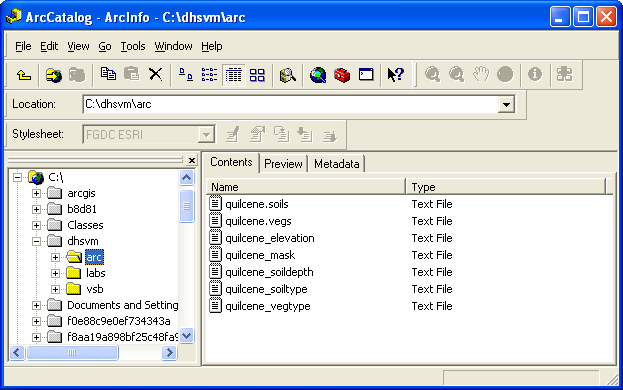 ArcCatalog - ArcInfo - C:\dhsvm\arc
File Edit View Go Tools Window Help
Location: C:\dhsvm\arc
Stylesheet: FGDC ESRI
Contents Preview Metadata
C:\
arcgis
b8d81
Classes
dhsvm
arc
labs
vsb
Documents and Setting
f0e88c9e0ef734343a
f8aa19a898bf25c48fa9
Name Type
quilcene.soils Text File
quilcene.vegs Text File
quilcene_elevation Text File
quilcene_mask Text File
quilcene_soildepth Text File
quilcene_soiltype Text File
quilcene_vegtype Text File